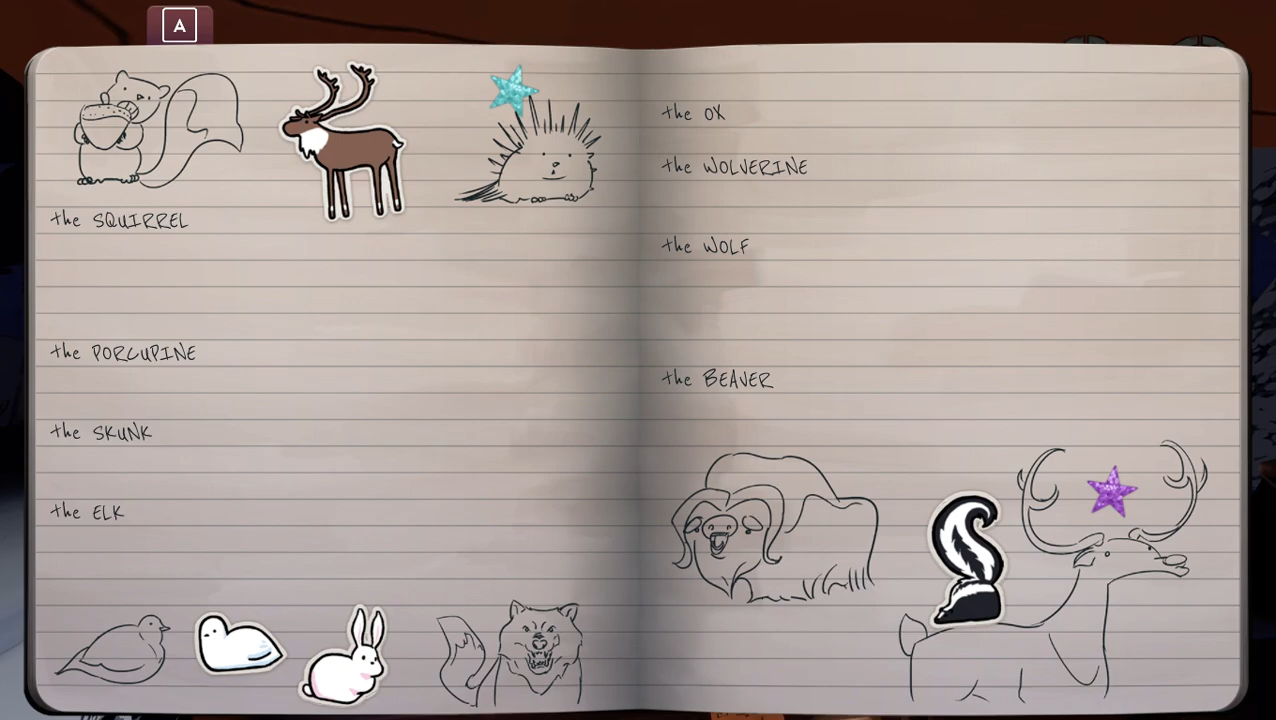 A
the SQUIRREL
the PORCUPINE
the SKUNK
the ELK
the OX
the WOLVERINE
the WOLF
the BEAVER